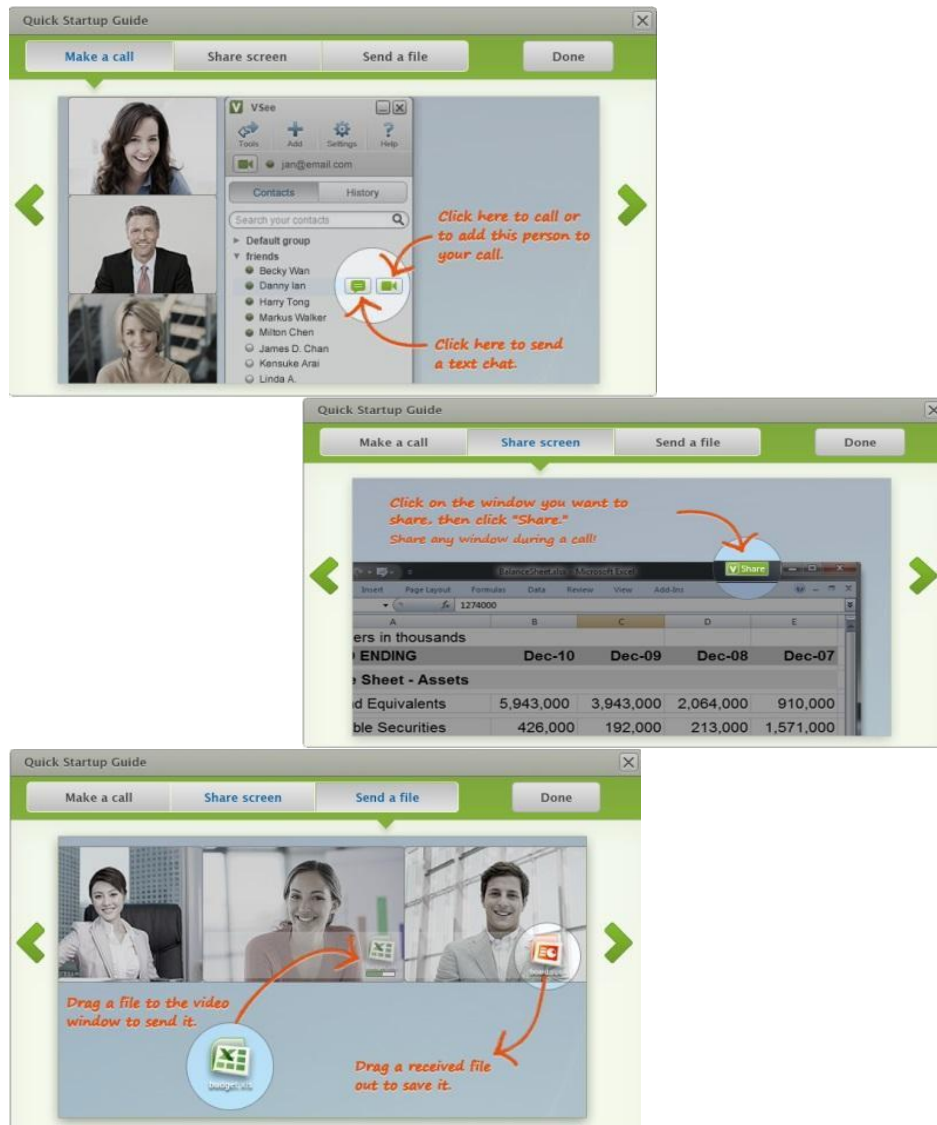 Quick Startup Guide
Make a call Share screen Send a file Done
VSee
Tools Add Settings Help
jan@email.com
Contacts History
Search your contacts
Default group
friends
Becky Wan
Danny Ian
Harry Tong
Markus Walker
Milton Chen
James D. Chan
Kensuke Arai
Linda A.
Click here to call or
to add this person to
your call.
Click here to send
a text chat.
Quick Startup Guide
Make a call Share screen Send a file Done
Click on the window you want to
share, then click "Share."
Share any window during a call!
V Share
BalanceSheet.xlsx - Microsoft Excel
Insert Page Layout Formulas Data Review View Add-Ins
fx 1274000
A B C D E
ers in thousands
ENDING Dec-10 Dec-09 Dec-08 Dec-07
e Sheet - Assets
d Equivalents 5,943,000 3,943,000 2,064,000 910,000
ble Securities 426,000 192,000 213,000 1,571,000
Quick Startup Guide
Make a call Share screen Send a file Done
Drag a file to the video
window to send it.
budget.xls
Drag a received file
out to save it.